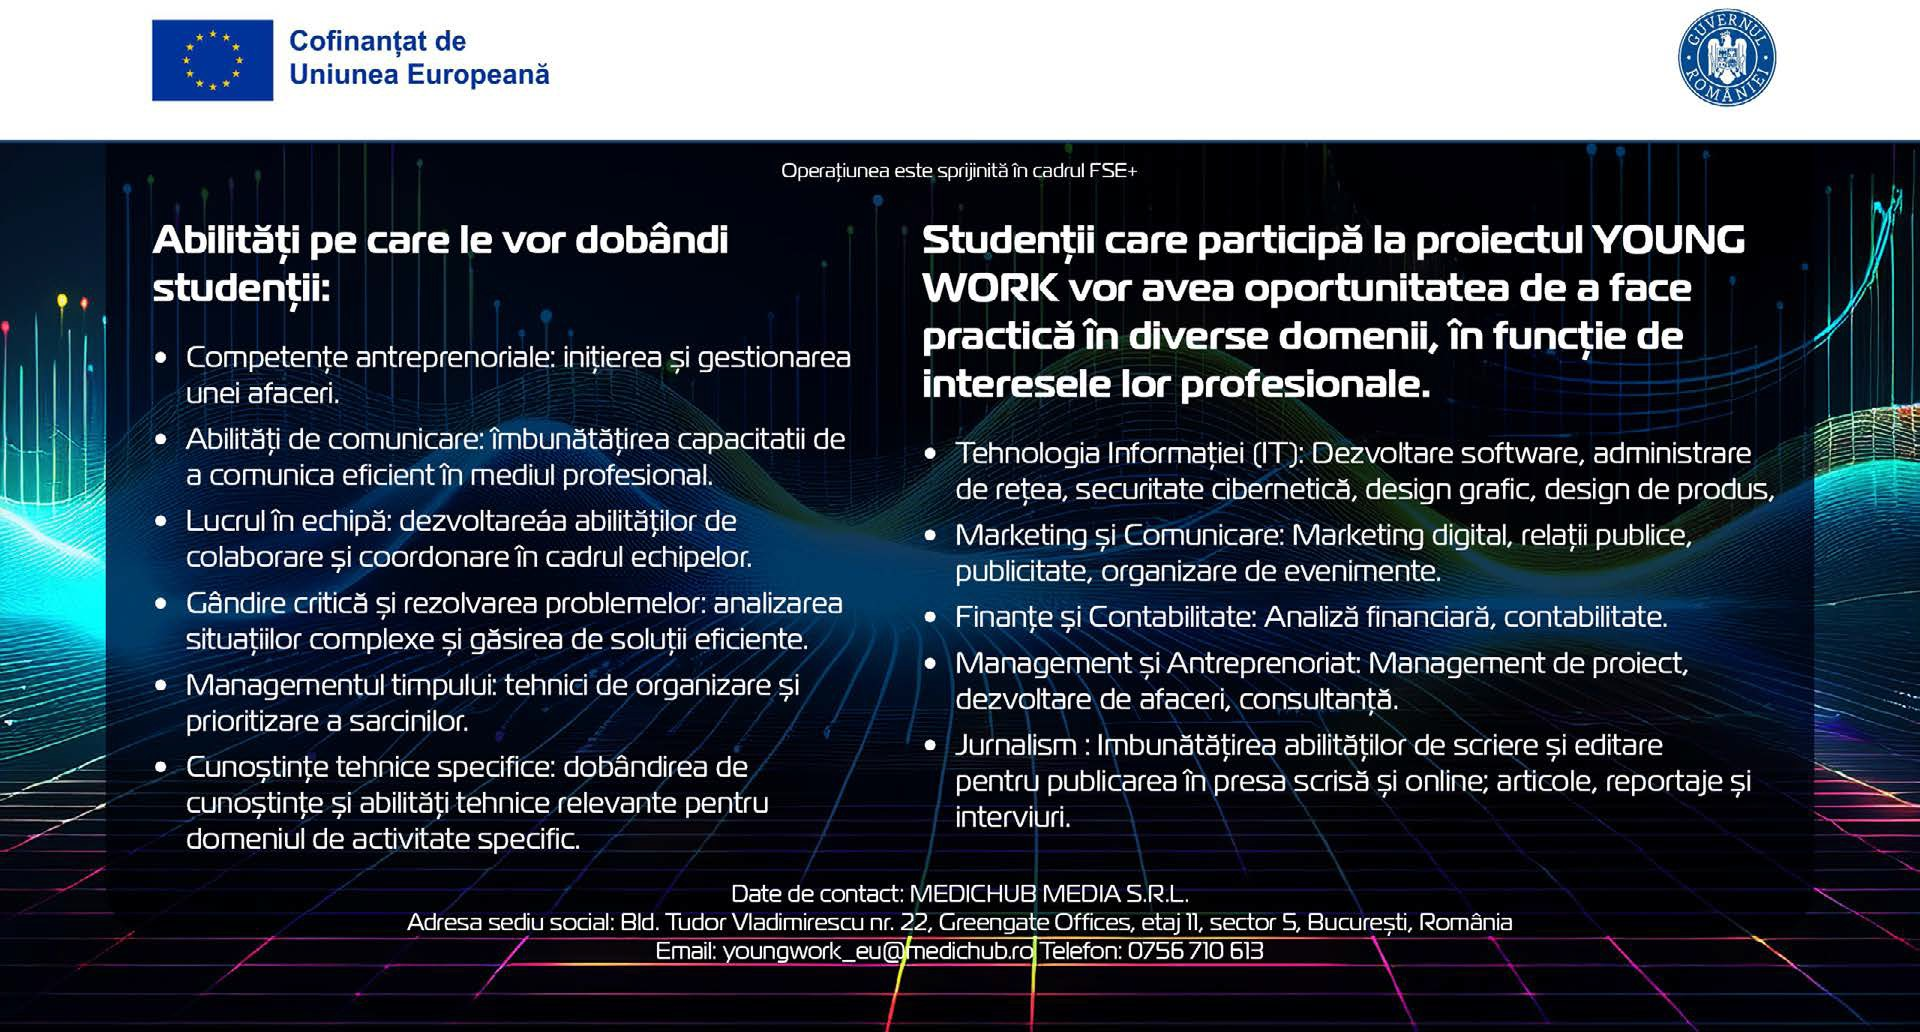 Cofinanțat de
Uniunea Europeană
GUVERNUL ROMÂNIEI
Operațiunea este sprijinită în cadrul FSE+
Abilități pe care le vor dobândi
studenții:
• Competențe antreprenoriale: inițierea și gestionarea
unei afaceri.
• Abilități de comunicare: îmbunătățirea capacitatii de
a comunica eficient în mediul profesional.
• Lucrul în echipă: dezvoltareáa abilităților de
colaborare și coordonare în cadrul echipelor.
• Gândire critică și rezolvarea problemelor: analizarea
situațiilor complexe și găsirea de soluții eficiente.
• Managementul timpului: tehnici de organizare și
prioritizare a sarcinilor.
• Cunoștințe tehnice specifice: dobândirea de
cunoștințe și abilități tehnice relevante pentru
domeniul de activitate specific.
Studenții care participă la proiectul YOUNG
WORK vor avea oportunitatea de a face
practică în diverse domenii, în funcție de
interesele lor profesionale.
• Tehnologia Informației (IT): Dezvoltare software, administrare
de rețea, securitate cibernetică, design grafic, design de produs,
• Marketing și Comunicare: Marketing digital, relații publice,
publicitate, organizare de evenimente.
• Finanțe și Contabilitate: Analiză financiară, contabilitate.
• Management și Antreprenoriat: Management de proiect,
dezvoltare de afaceri, consultanță.
• Jurnalism : Imbunătățirea abilităților de scriere și editare
pentru publicarea în presa scrisă și online; articole, reportaje și
interviuri.
Date de contact: MEDICHUB MEDIA S.R.L.
Adresa sediu social: Bld. Tudor Vladimirescu nr. 22, Greengate Offices, etaj 11, sector 5, București, România
Email: youngwork_eu@medichub.ro Telefon: 0756 710 613